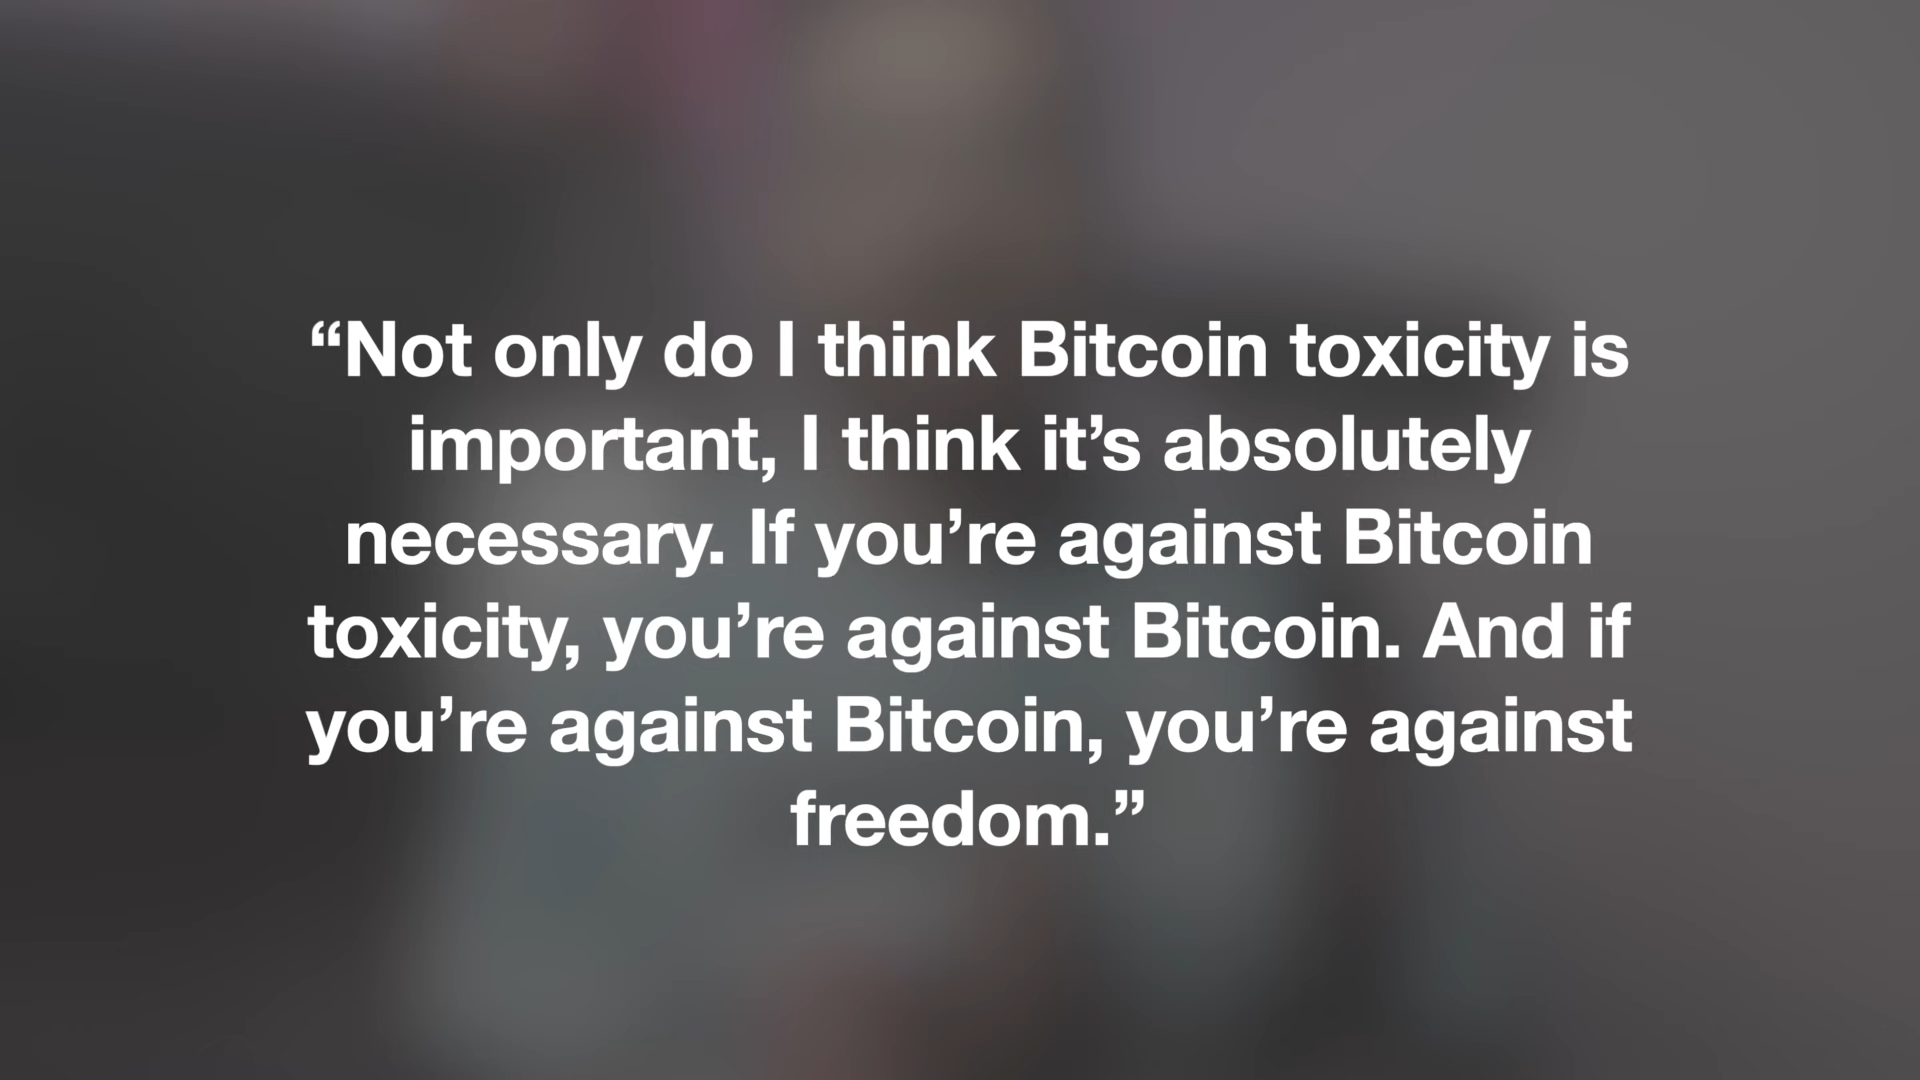 “Not only do I think Bitcoin toxicity is
important, I think it’s absolutely
necessary. If you’re against Bitcoin
toxicity, you’re against Bitcoin. And if
you’re against Bitcoin, you’re against
freedom.”